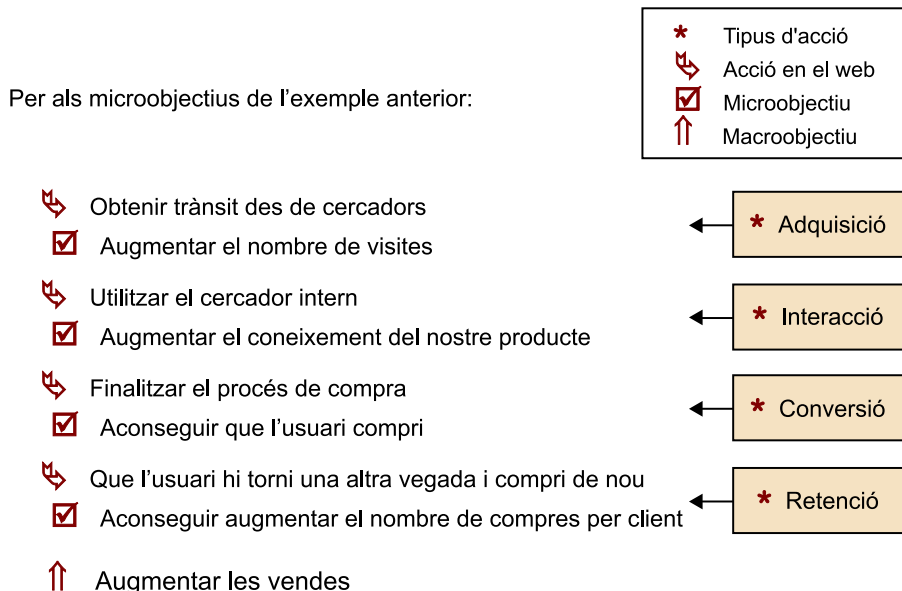 * Tipus d'acció
Acció en el web
Microobjectiu
Macroobjectiu
Per als microobjectius de l’exemple anterior:
Obtenir trànsit des de cercadors
Augmentar el nombre de visites
* Adquisició
Utilitzar el cercador intern
Augmentar el coneixement del nostre producte
* Interacció
Finalitzar el procés de compra
Aconseguir que l’usuari compri
* Conversió
Que l’usuari hi torni una altra vegada i compri de nou
Aconseguir augmentar el nombre de compres per client
* Retenció
Augmentar les vendes